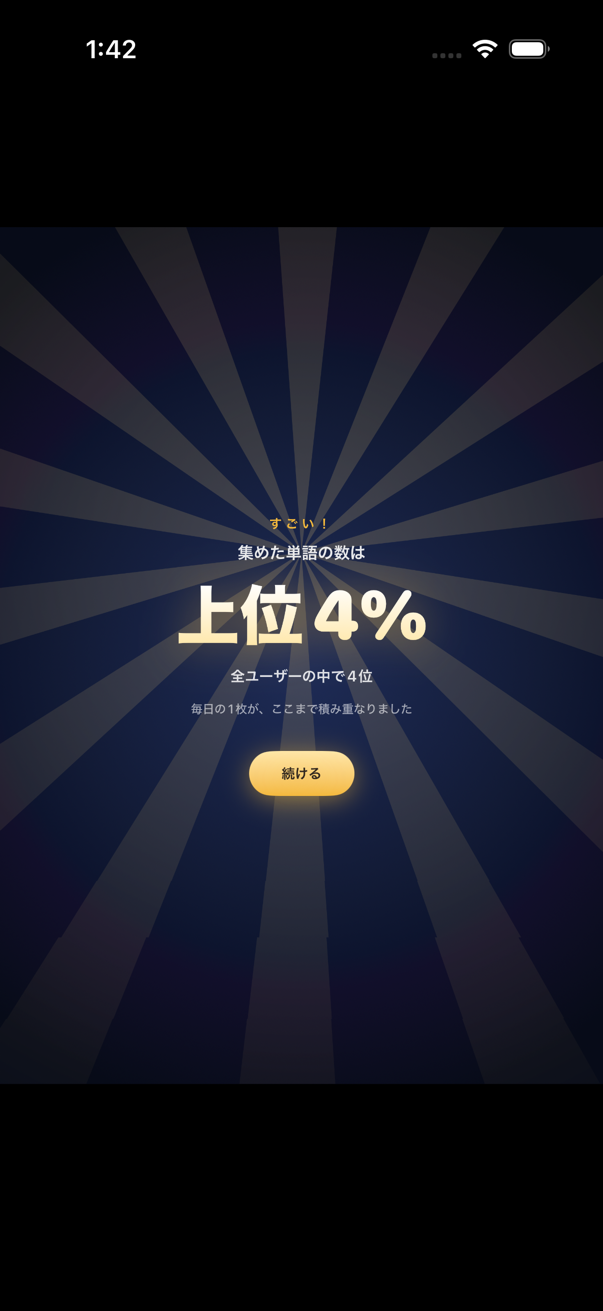 1:42
すごい！
集めた単語の数は
上位4%
全ユーザーの中で4位
毎日の1枚が、ここまで積み重なりました
続ける